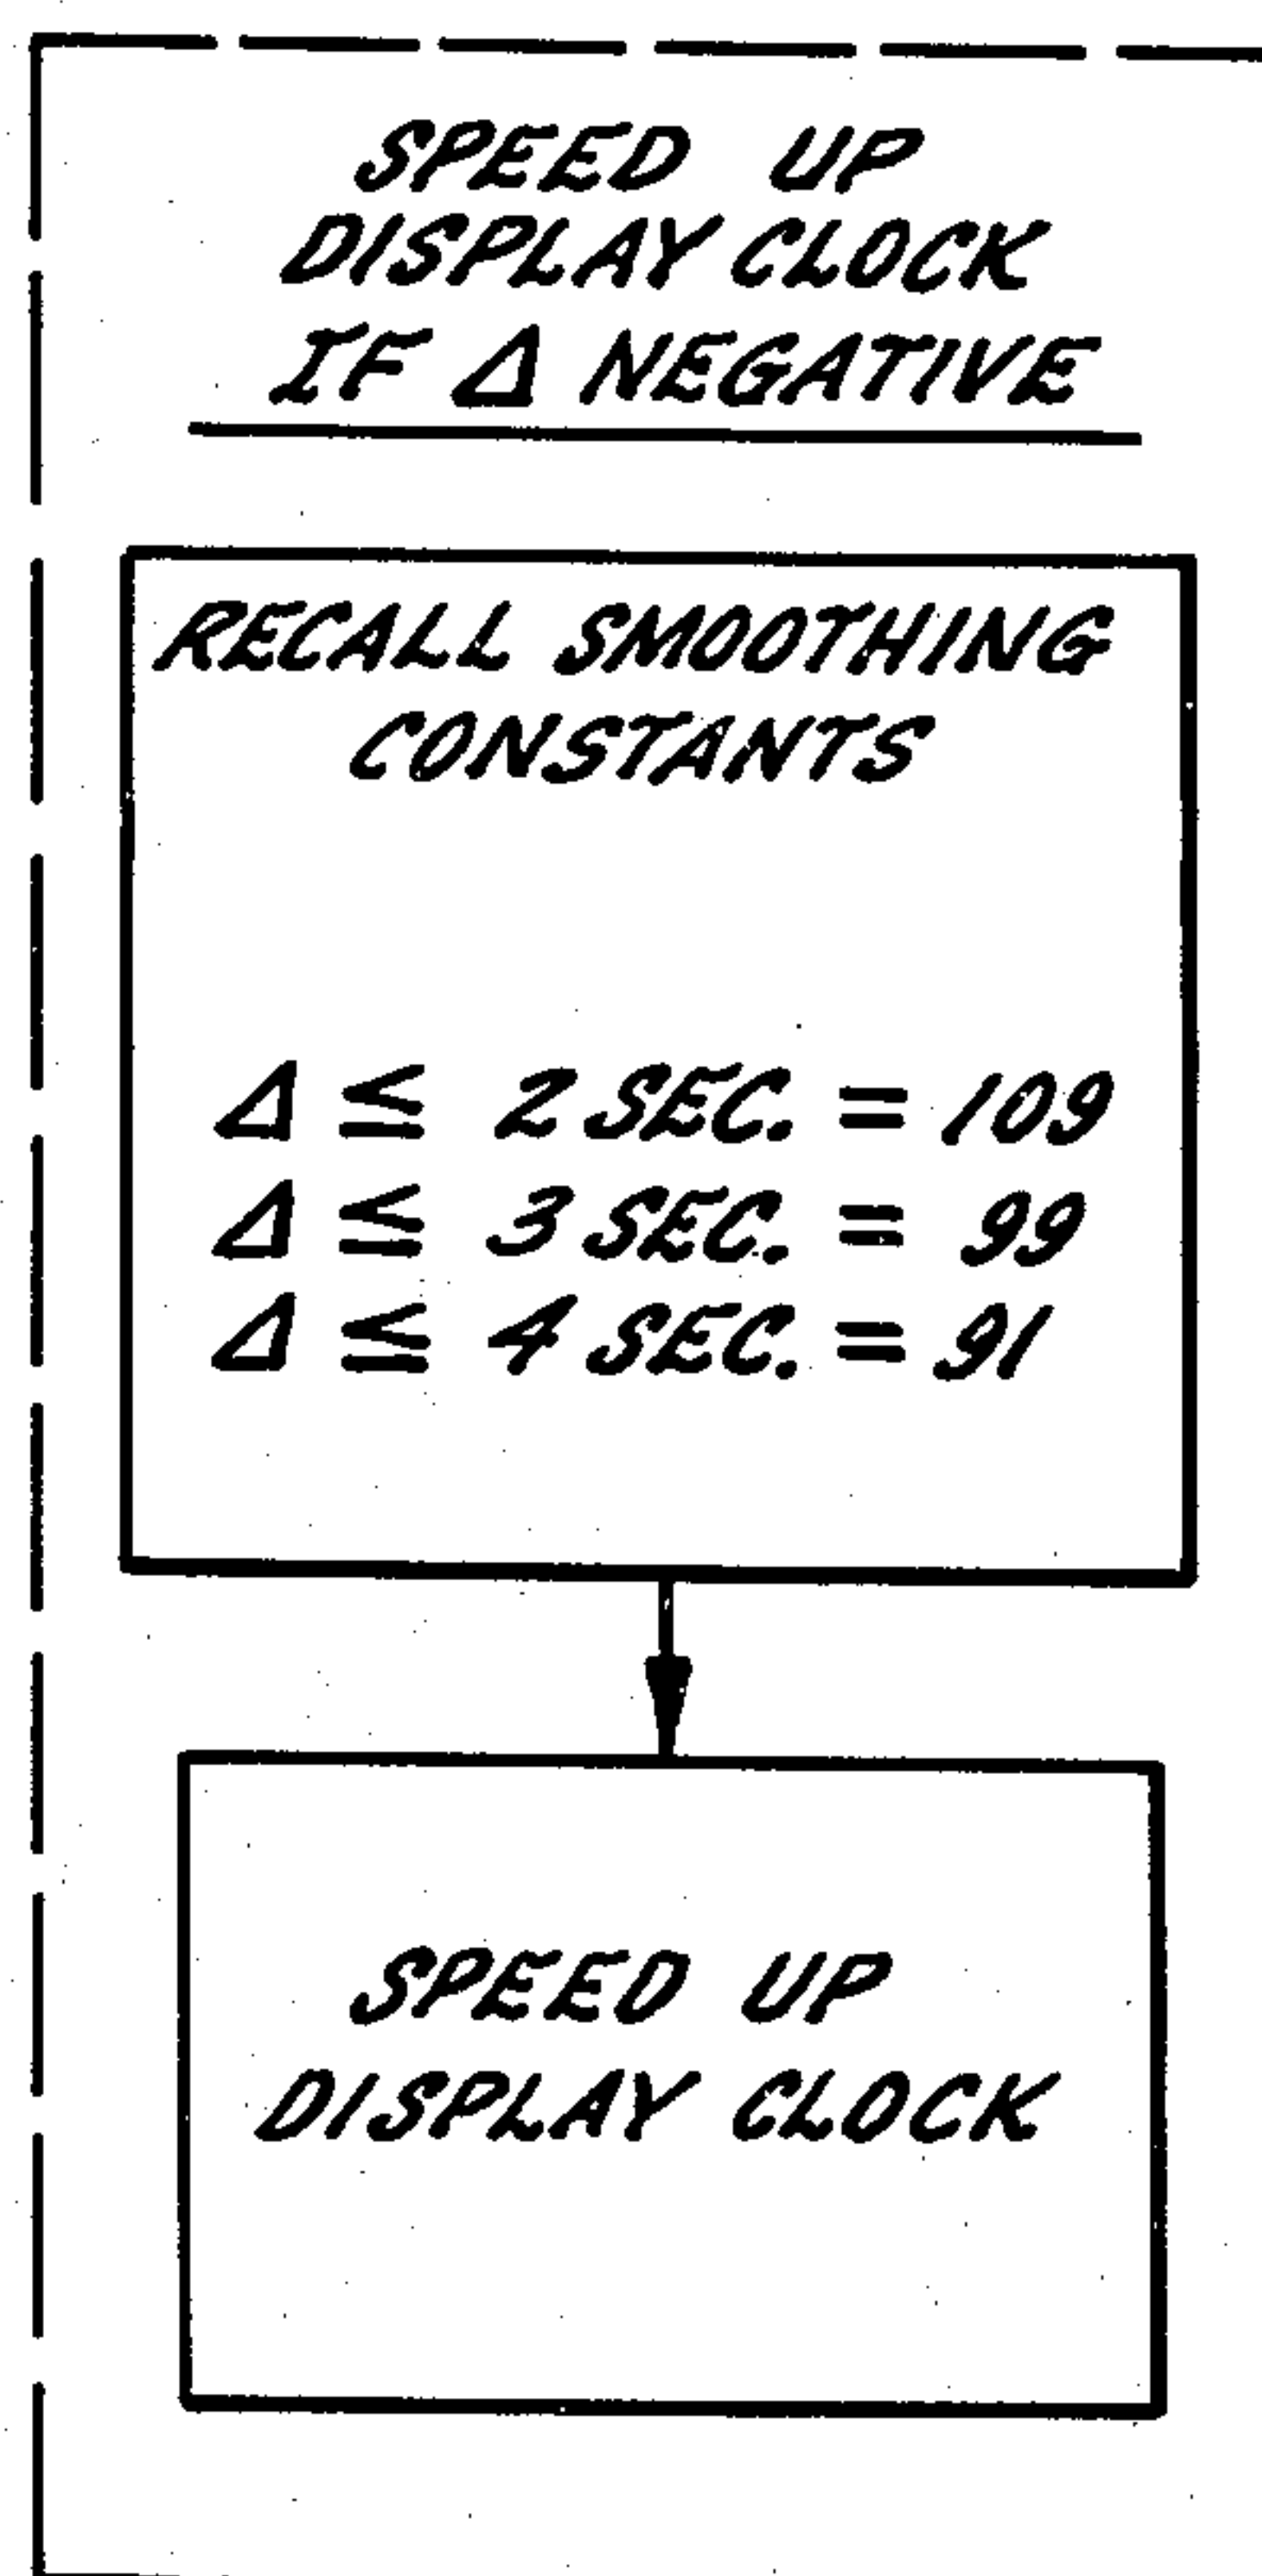 SPEED UP
DISPLAY CLOCK
IF Δ NEGATIVE
RECALL SMOOTHING
CONSTANTS
Δ ≦ 2 SEC. = 109
Δ ≦ 3 SEC. = 99
Δ ≦ 4 SEC. = 91
SPEED UP
DISPLAY CLOCK